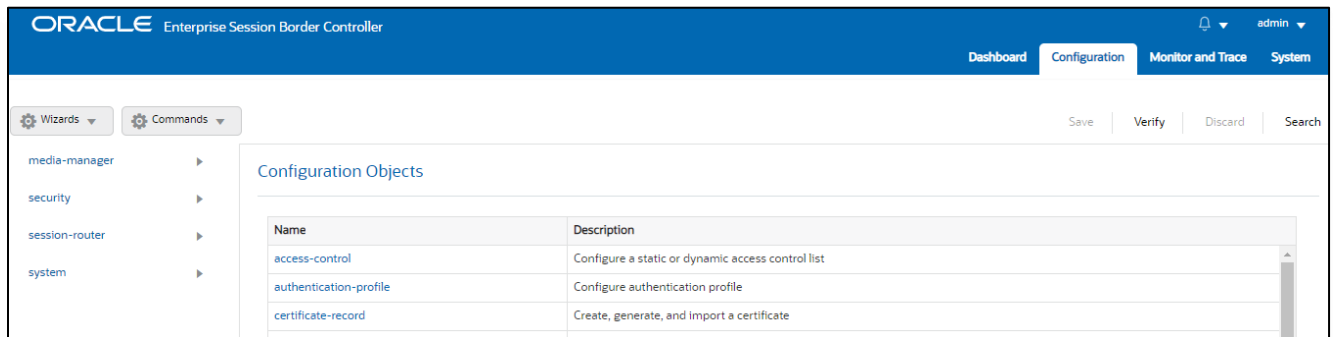 ORACLE Enterprise Session Border Controller
admin
Dashboard Configuration Monitor and Trace System
Wizards Commands Save Verify Discard Search
media-manager
Configuration Objects
security
session-router
Name Description
access-control Configure a static or dynamic access control list
system
authentication-profile Configure authentication profile
certificate-record Create, generate, and import a certificate